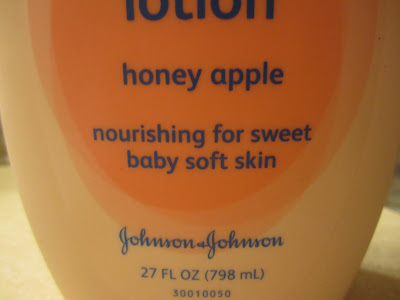 lotion
honey apple
nourishing for sweet
baby soft skin
Johnson & Johnson
27 FL OZ (798 mL)
30010050